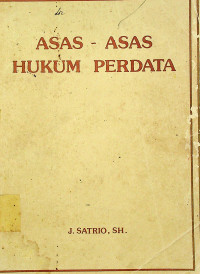 ASAS - ASAS
HUKUM PERDATA
J. SATRIO, SH.